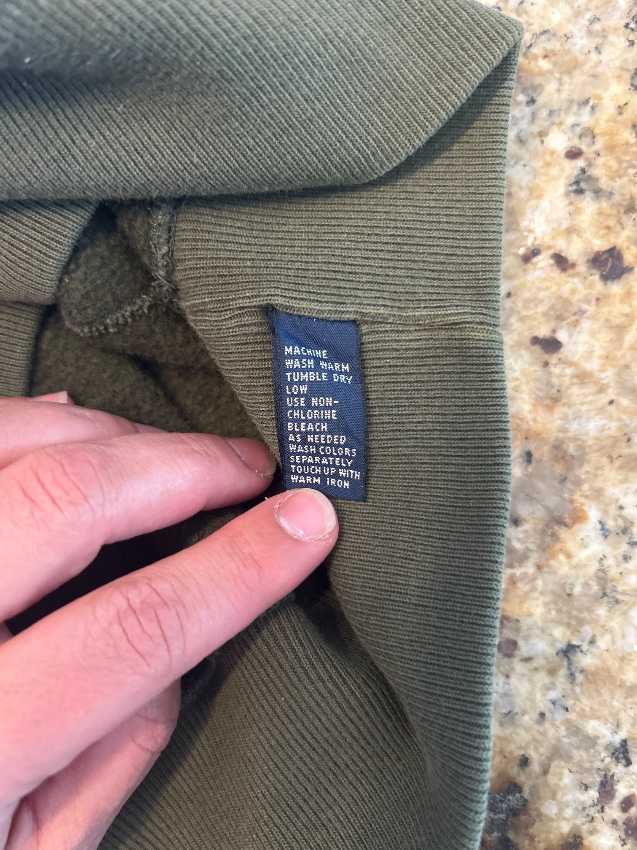 MACHINE
WASH WARM
TUMBLE DRY
LOW
USE NON-
CHLORINE
BLEACH
AS NEEDED
WASH COLORS
SEPARATELY
TOUCH UP WITH
WARM IRON